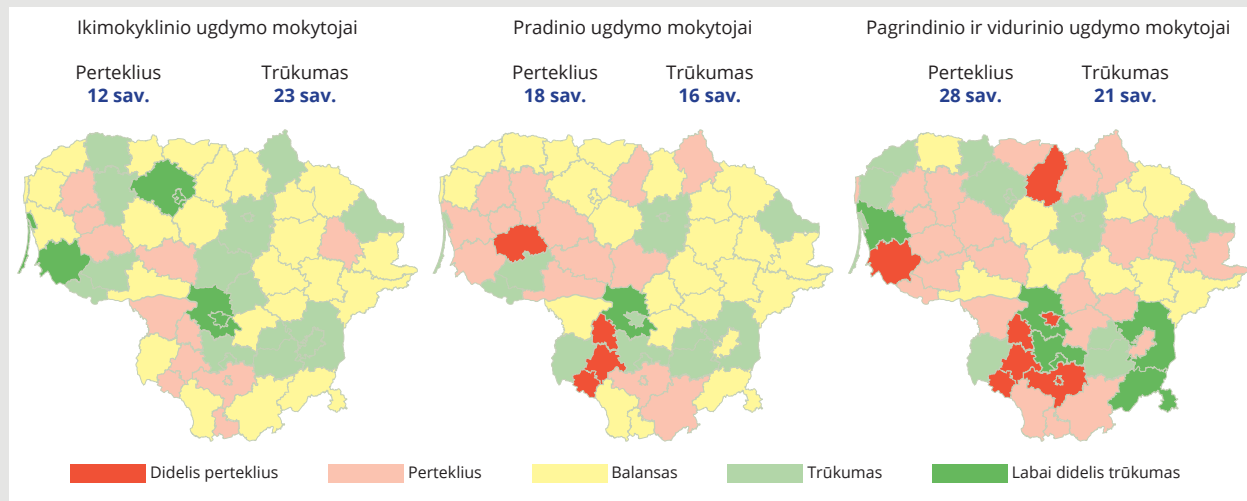 Ikimokyklinio ugdymo mokytojai
Perteklius
12 sav.
Trūkumas
23 sav.
Pradinio ugdymo mokytojai
Perteklius
18 sav.
Trūkumas
16 sav.
Pagrindinio ir vidurinio ugdymo mokytojai
Perteklius
28 sav.
Trūkumas
21 sav.
Didelis perteklius
Perteklius
Balansas
Trūkumas
Labai didelis trūkumas